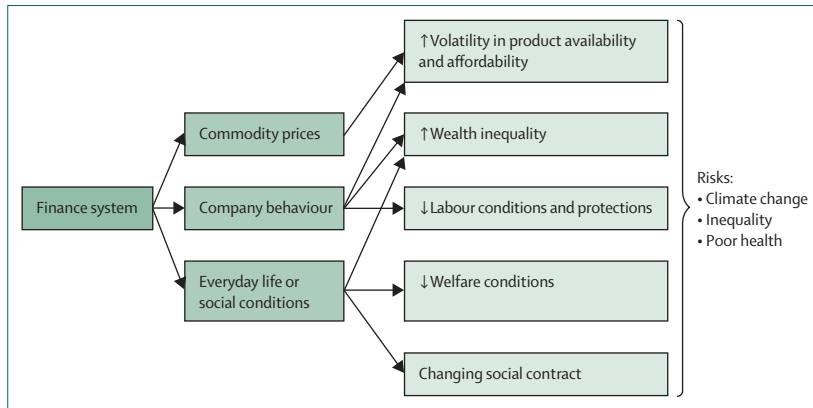 ↑Volatility in product availability
and affordability
Commodity prices
↑Wealth inequality
Finance system
Company behaviour
↓Labour conditions and protections
Everyday life or
social conditions
↓Welfare conditions
Changing social contract
Risks:
• Climate change
• Inequality
• Poor health